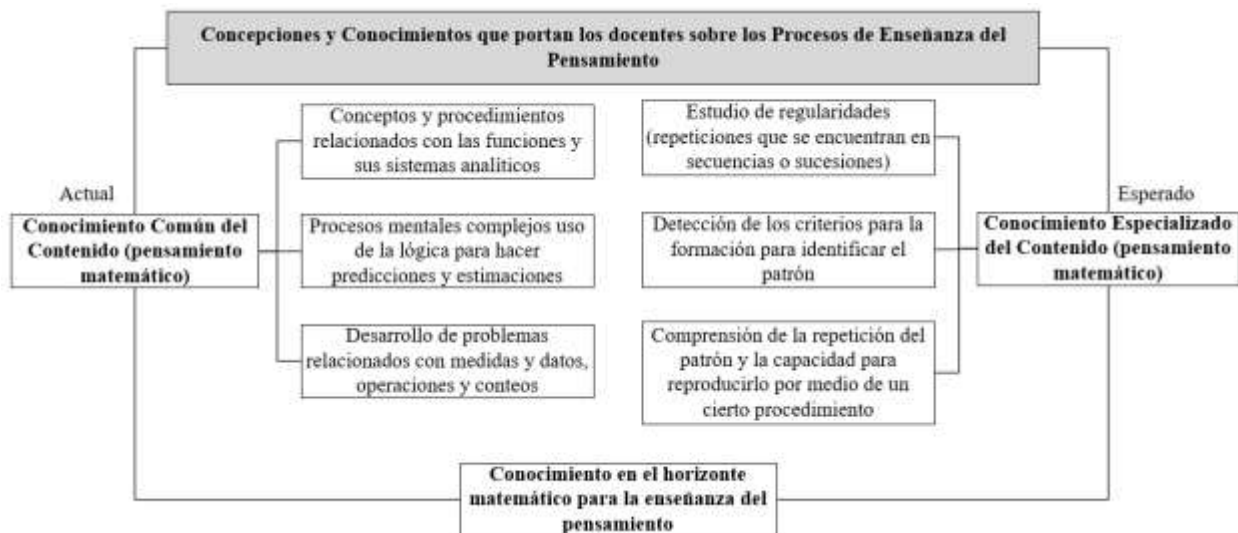 Concepciones y Conocimientos que portan los docentes sobre los Procesos de Enseñanza del
Pensamiento
Conceptos y procedimientos
relacionados con las funciones y
sus sistemas analíticos
Estudio de regularidades
(repeticiones que se encuentran en
secuencias o sucesiones)
Actual
Esperado
Conocimiento Común del
Contenido (pensamiento
matemático)
Procesos mentales complejos uso
de la lógica para hacer
predicciones y estimaciones
Detección de los criterios para la
formación para identificar el
patrón
Conocimiento Especializado
del Contenido (pensamiento
matemático)
Desarrollo de problemas
relacionados con medidas y datos,
operaciones y conteos
Comprensión de la repetición del
patrón y la capacidad para
reproducirlo por medio de un
cierto procedimiento
Conocimiento en el horizonte
matemático para la enseñanza del
pensamiento